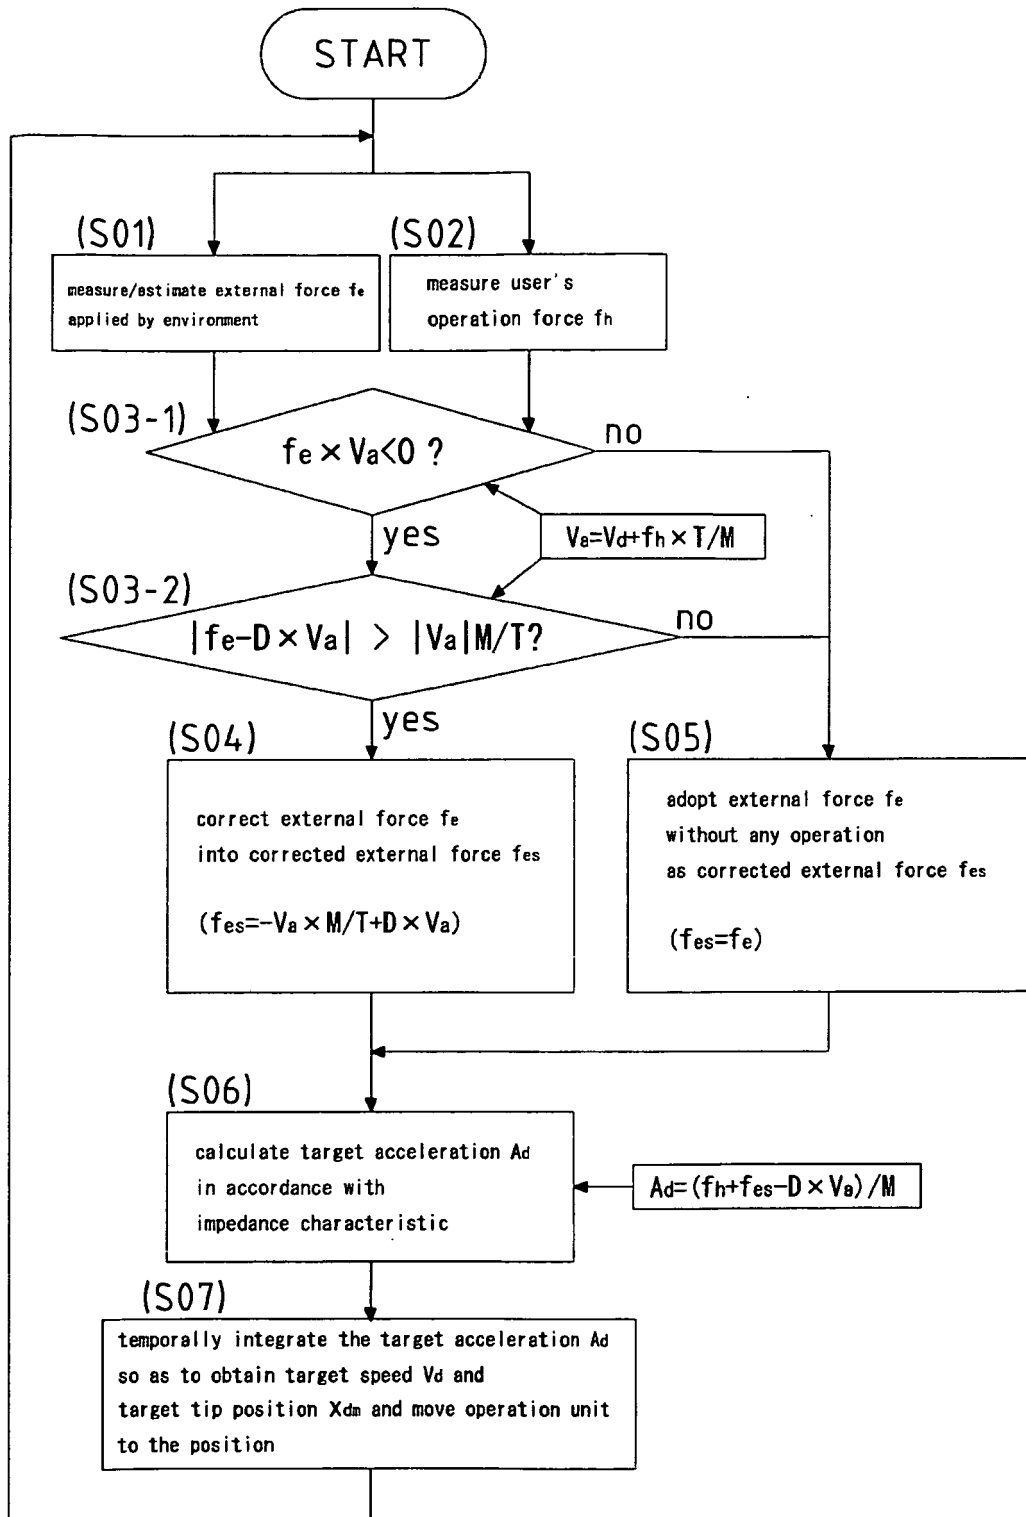 START
(S01)
(S02)
measure/estimate external force fe
applied by environment
measure user's
operation force fh
(S03-1)
fe×Va<0 ?
no
yes
Va=Vd+fh×T/M
(S03-2)
|fe-D×Va| > |Va|M/T?
no
yes
(S04)
(S05)
correct external force fe
into corrected external force fes
(fes=-Va×M/T+D×Va)
adopt external force fe
without any operation
as corrected external force fes
(fes=fe)
(S06)
calculate target acceleration Ad
in accordance with
impedance characteristic
Ad=(fh+fes-D×Va)/M
(S07)
temporally integrate the target acceleration Ad
so as to obtain target speed Vd and
target tip position Xdm and move operation unit
to the position